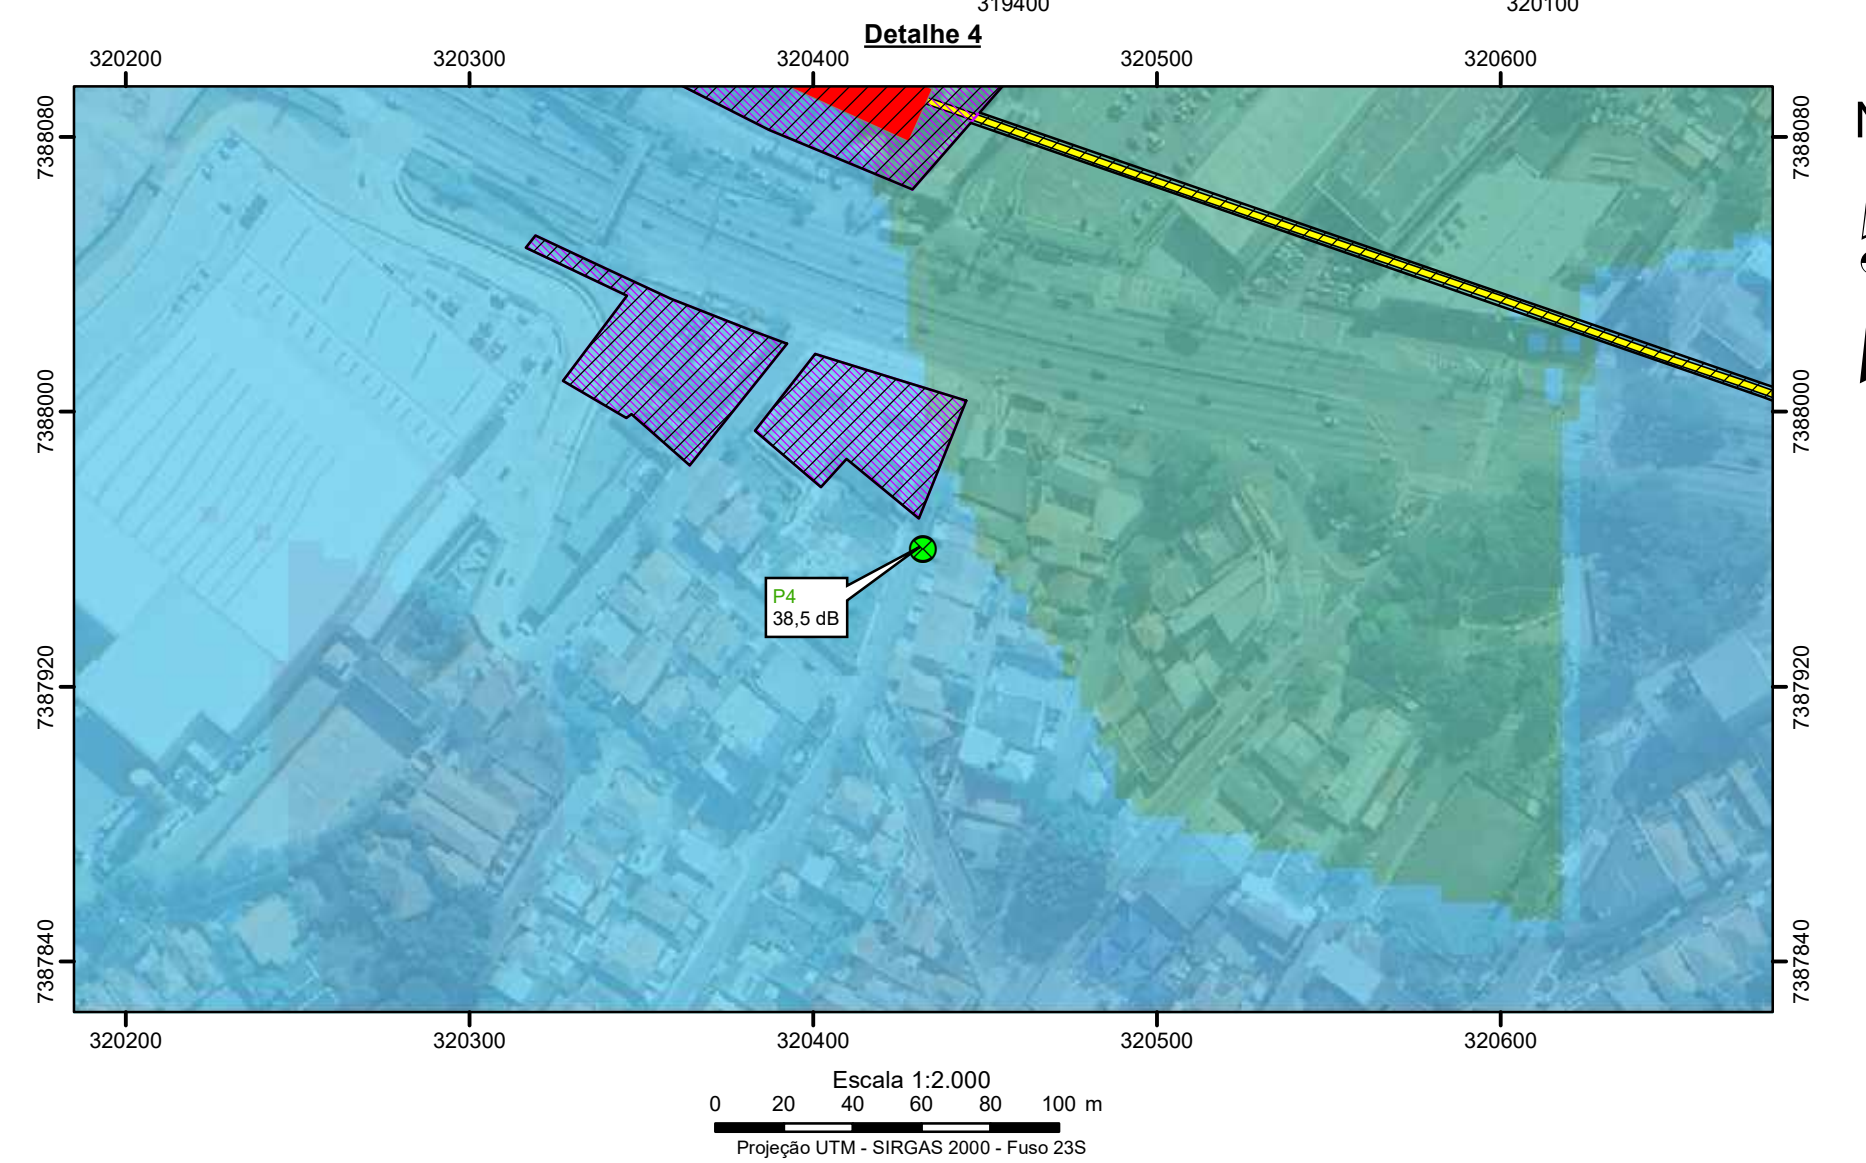 319400 320100
Detalhe 4
320200 320300 320400 320500 320600
7388080 7388080
7388000 7388000
P4
38,5 dB
7387920 7387920
7387840 7387840
320200 320300 320400 320500 320600
Escala 1:2.000
0 20 40 60 80 100 m
Projeção UTM - SIRGAS 2000 - Fuso 23S